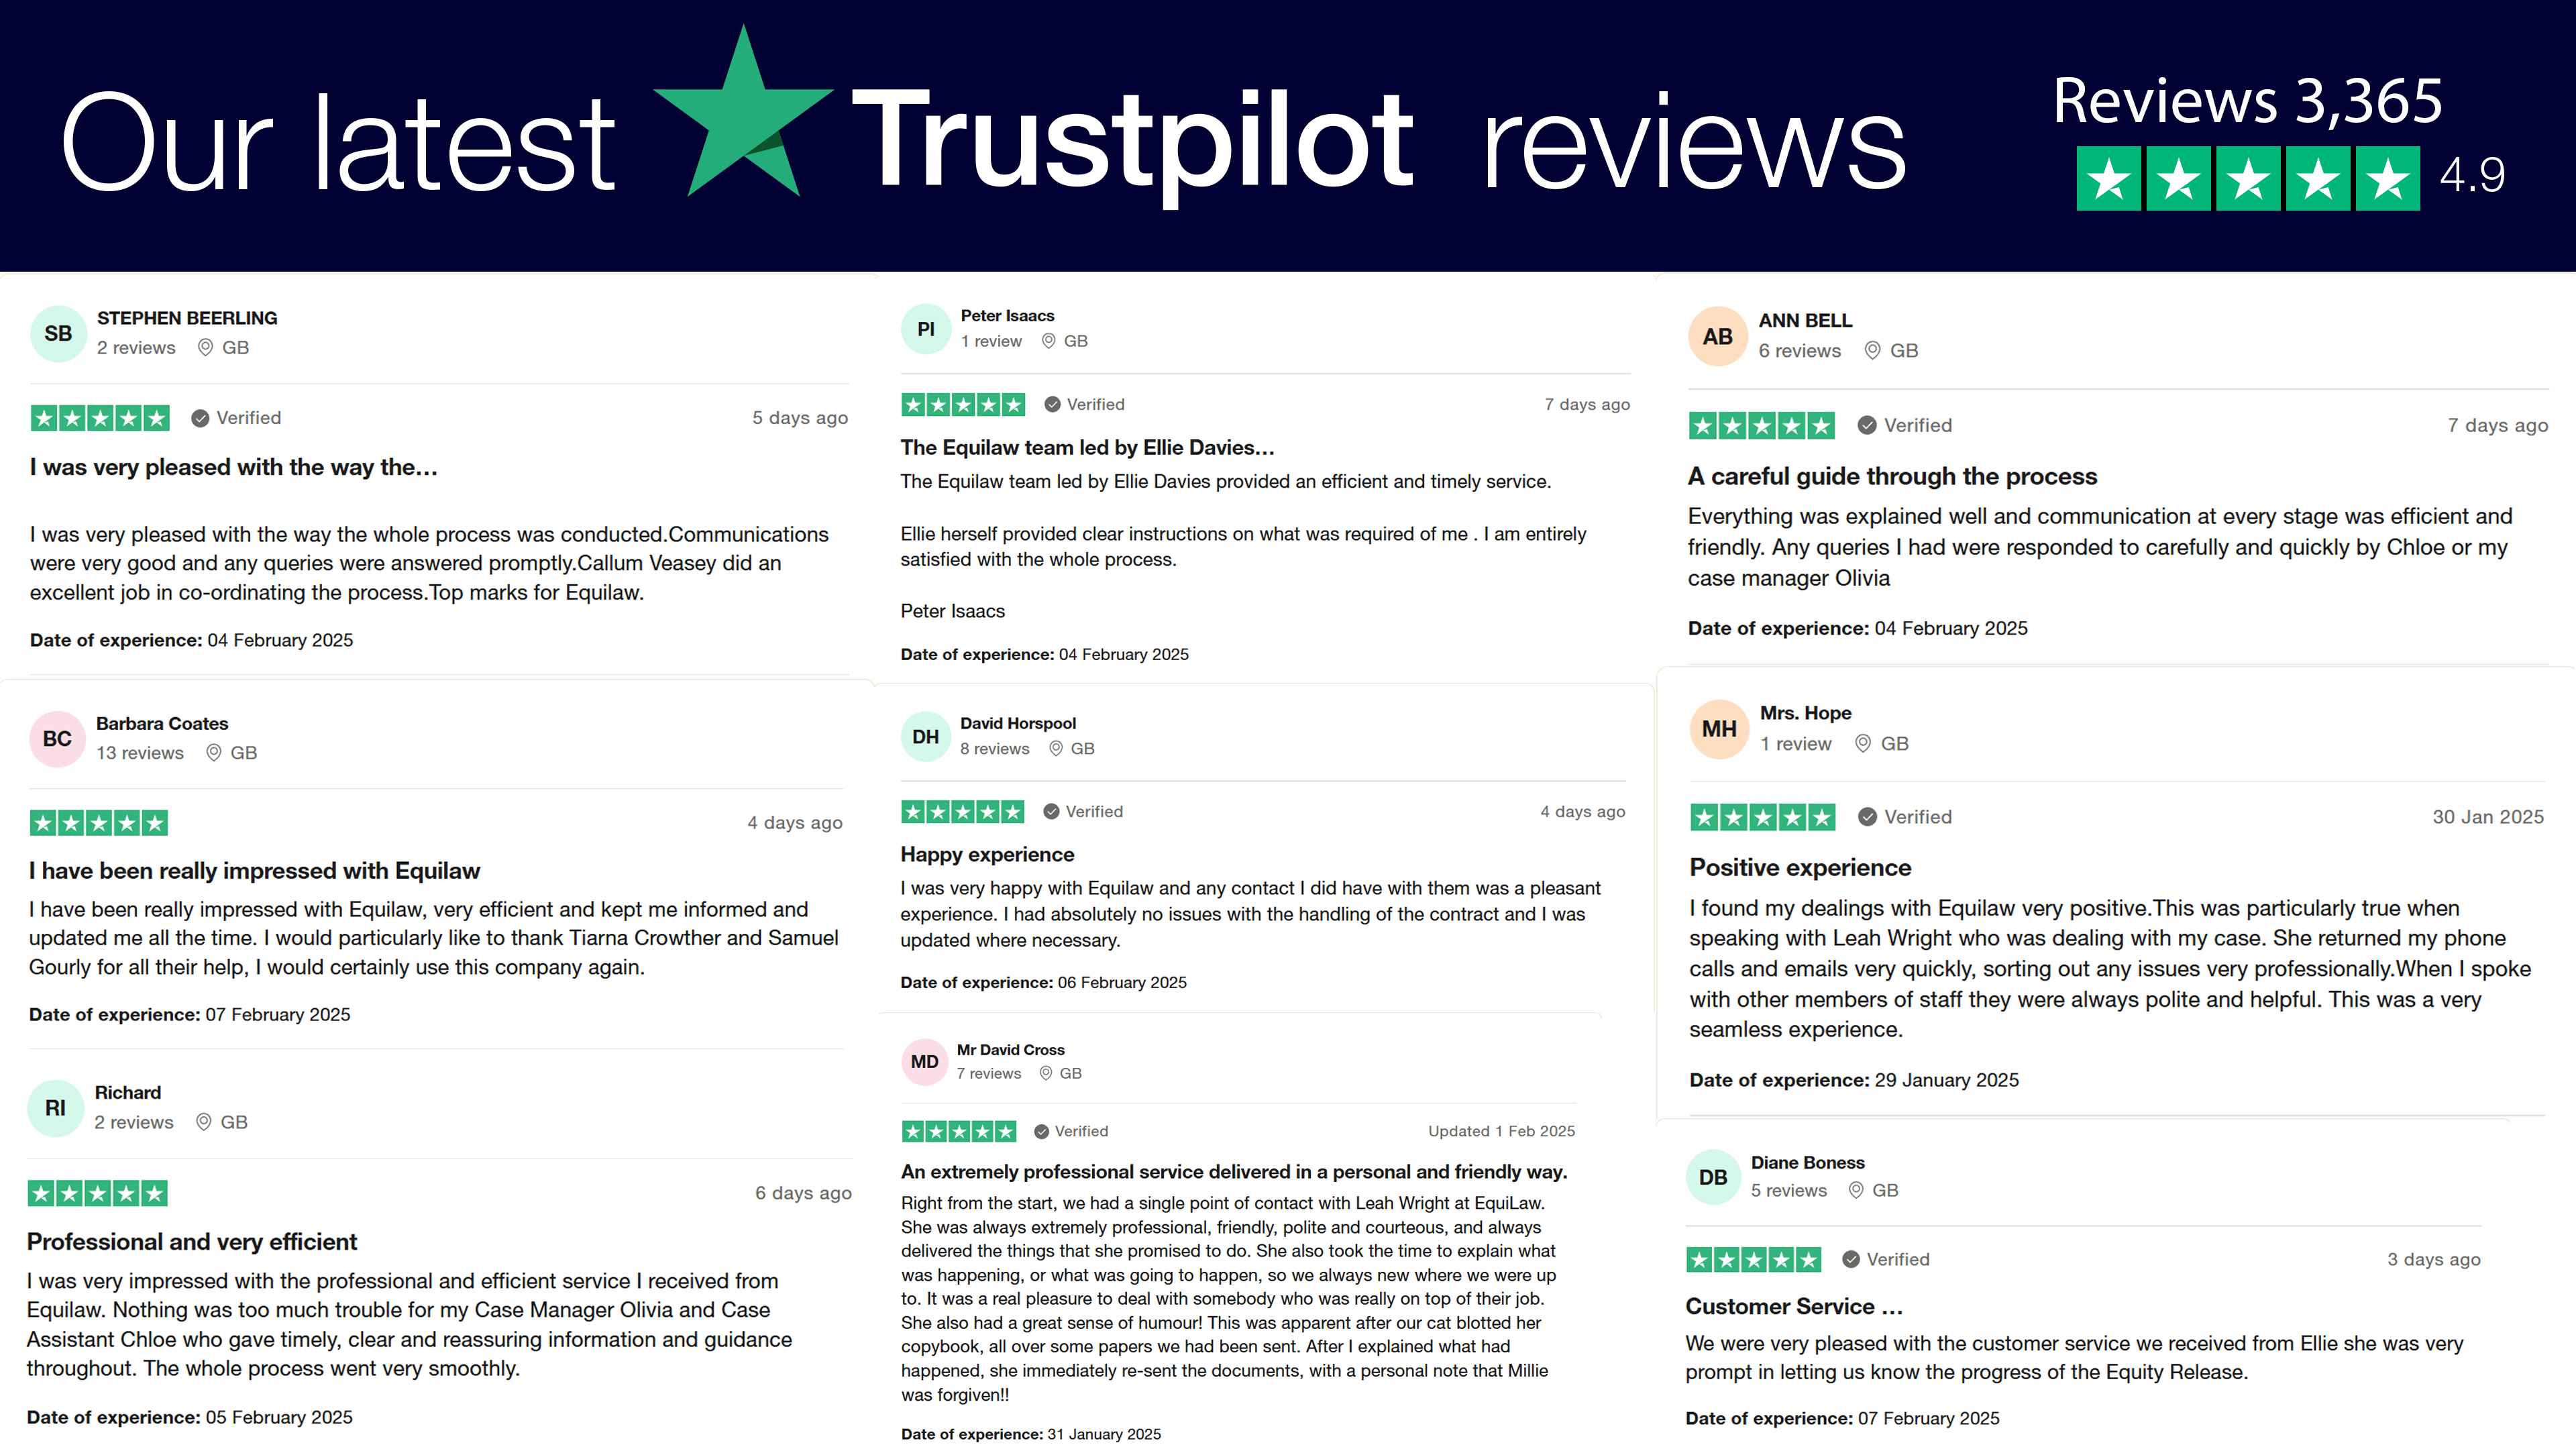 Our latest Trustpilot reviews
Reviews 3,365
4.9
SB
STEPHEN BEERLING
2 reviews GB
Verified
5 days ago
I was very pleased with the way the...
I was very pleased with the way the whole process was conducted.Communications
were very good and any queries were answered promptly.Callum Veasey did an
excellent job in co-ordinating the process.Top marks for Equilaw.
Date of experience: 04 February 2025
BC
Barbara Coates
13 reviews GB
4 days ago
I have been really impressed with Equilaw
I have been really impressed with Equilaw, very efficient and kept me informed and
updated me all the time. I would particularly like to thank Tiarna Crowther and Samuel
Gourly for all their help, I would certainly use this company again.
Date of experience: 07 February 2025
RI
Richard
2 reviews GB
6 days ago
Professional and very efficient
I was very impressed with the professional and efficient service I received from
Equilaw. Nothing was too much trouble for my Case Manager Olivia and Case
Assistant Chloe who gave timely, clear and reassuring information and guidance
throughout. The whole process went very smoothly.
Date of experience: 05 February 2025
PI
Peter Isaacs
1 review GB
Verified
7 days ago
The Equilaw team led by Ellie Davies...
The Equilaw team led by Ellie Davies provided an efficient and timely service.
Ellie herself provided clear instructions on what was required of me . I am entirely
satisfied with the whole process.
Peter Isaacs
Date of experience: 04 February 2025
DH
David Horspool
8 reviews GB
Verified
4 days ago
Happy experience
I was very happy with Equilaw and any contact I did have with them was a pleasant
experience. I had absolutely no issues with the handling of the contract and I was
updated where necessary.
Date of experience: 06 February 2025
MD
Mr David Cross
7 reviews GB
Verified
Updated 1 Feb 2025
An extremely professional service delivered in a personal and friendly way.
Right from the start, we had a single point of contact with Leah Wright at EquiLaw.
She was always extremely professional, friendly, polite and courteous, and always
delivered the things that she promised to do. She also took the time to explain what
was happening, or what was going to happen, so we always new where we were up
to. It was a real pleasure to deal with somebody who was really on top of their job.
She also had a great sense of humour! This was apparent after our cat blotted her
copybook, all over some papers we had been sent. After I explained what had
happened, she immediately re-sent the documents, with a personal note that Millie
was forgiven!!
Date of experience: 31 January 2025
AB
ANN BELL
6 reviews GB
Verified
7 days ago
A careful guide through the process
Everything was explained well and communication at every stage was efficient and
friendly. Any queries I had were responded to carefully and quickly by Chloe or my
case manager Olivia
Date of experience: 04 February 2025
MH
Mrs. Hope
1 review GB
Verified
30 Jan 2025
Positive experience
I found my dealings with Equilaw very positive.This was particularly true when
speaking with Leah Wright who was dealing with my case. She returned my phone
calls and emails very quickly, sorting out any issues very professionally.When I spoke
with other members of staff they were always polite and helpful. This was a very
seamless experience.
Date of experience: 29 January 2025
DB
Diane Boness
5 reviews GB
Verified
3 days ago
Customer Service ...
We were very pleased with the customer service we received from Ellie she was very
prompt in letting us know the progress of the Equity Release.
Date of experience: 07 February 2025